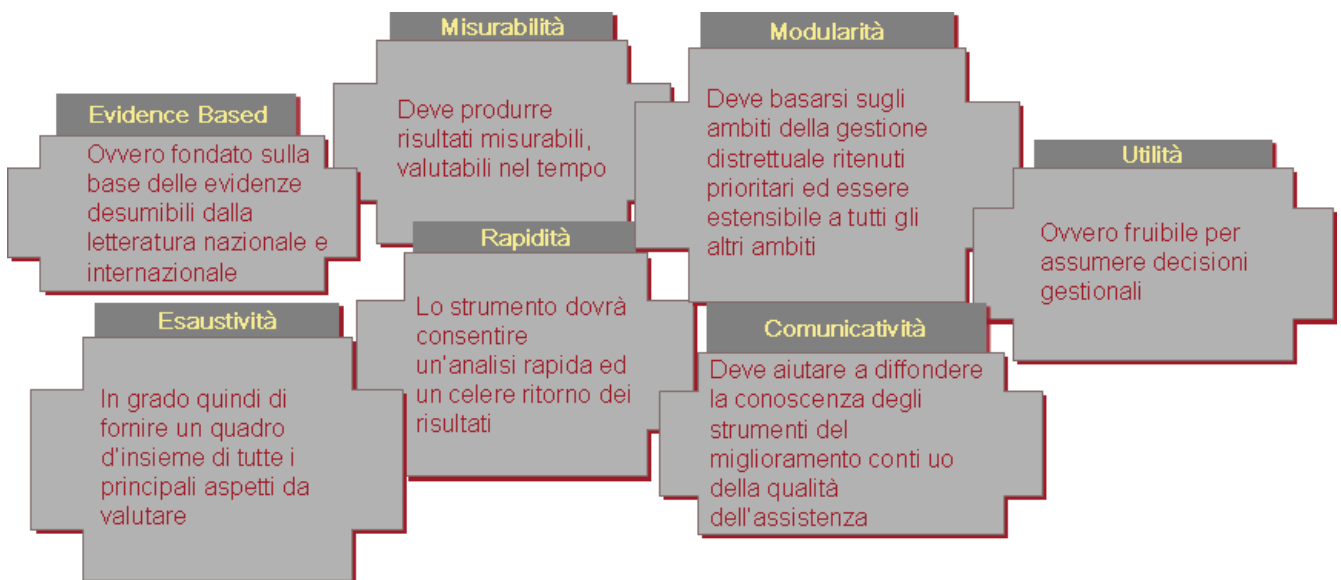 Evidence Based
Ovvero fondato sulla
base delle evidenze
desumibili dalla
letteratura nazionale e
internazionale
Misurabilità
Deve produrre
risultati misurabili,
valutabili nel tempo
Modularità
Deve basarsi sugli
ambiti della gestione
distrettuale ritenuti
prioritari ed essere
estensibile a tutti gli
altri ambiti
Utilità
Ovvero fruibile per
assumere decisioni
gestionali
Esaustività
In grado quindi di
fornire un quadro
d'insieme di tutte i
principali aspetti da
valutare
Rapidità
Lo strumento dovrà
consentire
un'analisi rapida ed
un celere ritorno dei
risultati
Comunicatività
Deve aiutare a diffondere
la conoscenza degli
strumenti del
miglioramento conti uo
della qualità
dell'assistenza